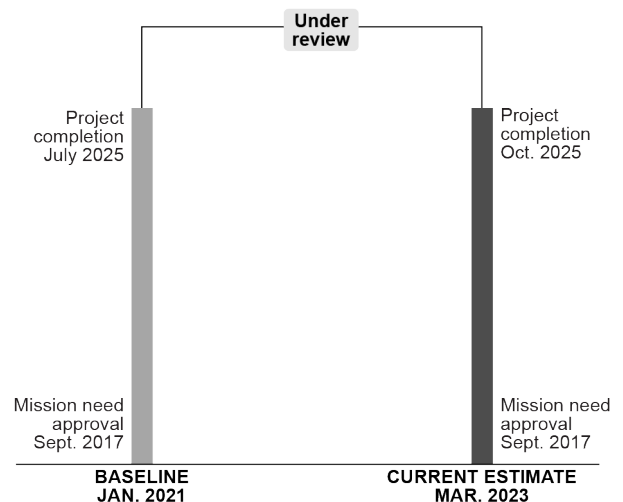 Under
review
Project
completion
July 2025
Project
completion
Oct. 2025
Mission need
approval
Sept. 2017
Mission need
approval
Sept. 2017
BASELINE
JAN. 2021
CURRENT ESTIMATE
MAR. 2023